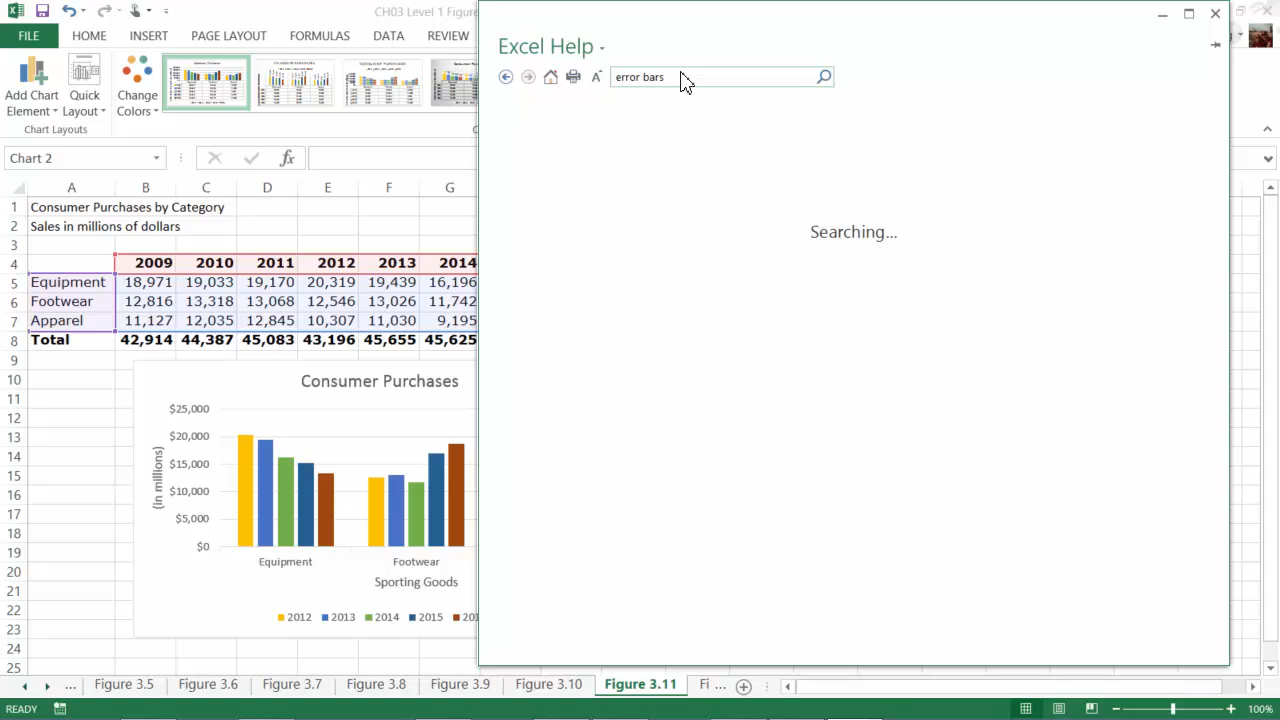 CH03 Level 1 Figure
FILE HOME INSERT PAGE LAYOUT FORMULAS DATA REVIEW
Add Chart
Element
Quick
Layout
Change
Colors
Chart Layouts
Chart 2
fx
Excel Help
error bars
Searching...
A B C D E F G
1 Consumer Purchases by Category
2 Sales in millions of dollars
3
4 2009 2010 2011 2012 2013 2014
5 Equipment 18,971 19,033 19,170 20,319 19,439 16,196
6 Footwear 12,816 13,318 13,068 12,546 13,026 11,742
7 Apparel 11,127 12,035 12,845 10,307 11,030 9,195
8 Total 42,914 44,387 45,083 43,196 45,655 45,625
9
10
11
12
13
14
15
16
17
18
19
20
21
22
23
24
25
Consumer Purchases
$25,000
$20,000
$15,000
$10,000
$5,000
$0
(in millions)
Equipment Footwear
Sporting Goods
2012 2013 2014 2015 20
... Figure 3.5 Figure 3.6 Figure 3.7 Figure 3.8 Figure 3.9 Figure 3.10 Figure 3.11 Fi ...
READY 100%